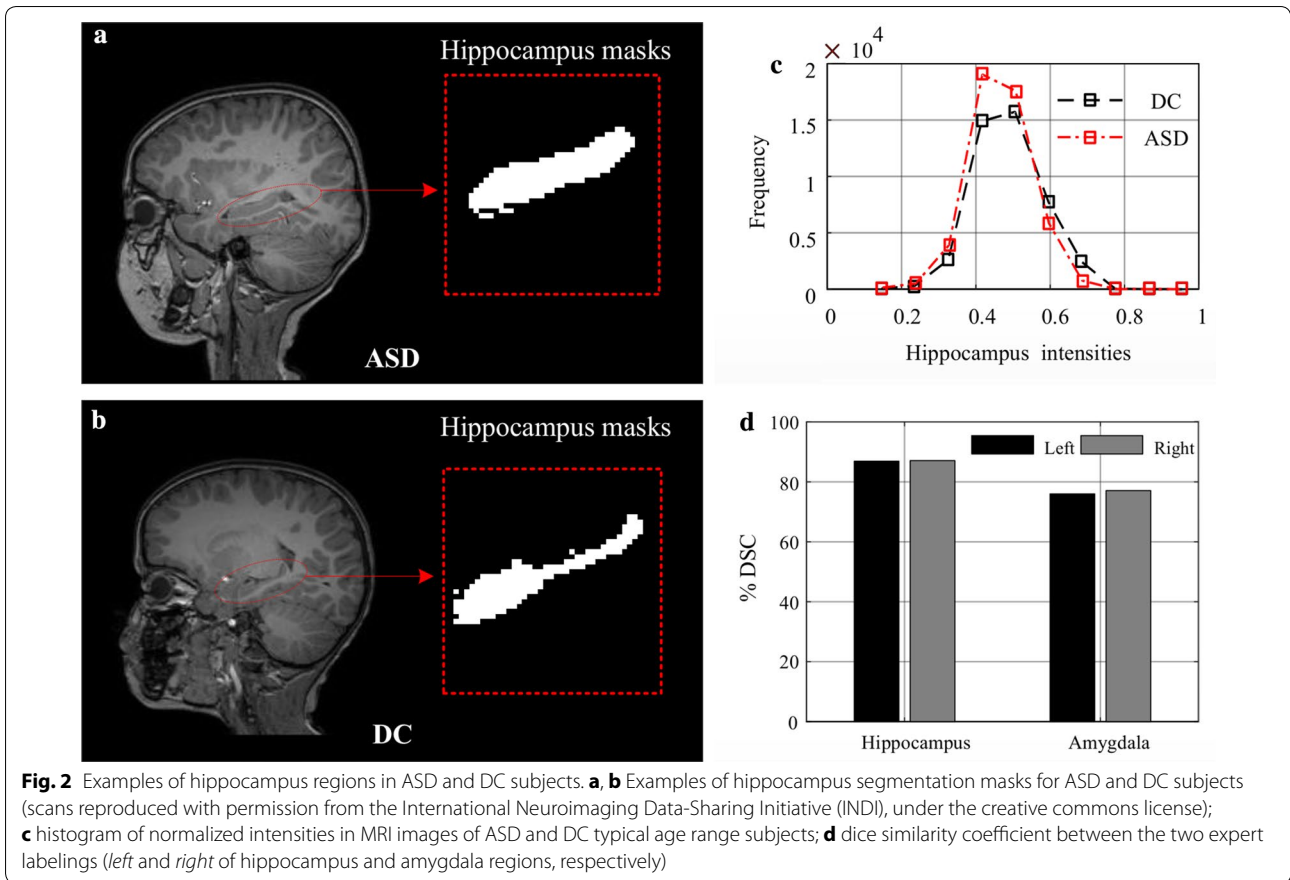 a
Hippocampus masks
ASD
b
Hippocampus masks
DC
× 10 4
c
2
1.5
1
0.5
0
Frequency
DC
ASD
0 0.2 0.4 0.6 0.8 1
Hippocampus intensities
d
100
80
60
40
20
0
% DSC
Left Right
Hippocampus Amygdala
Fig. 2 Examples of hippocampus regions in ASD and DC subjects. a, b Examples of hippocampus segmentation masks for ASD and DC subjects
(scans reproduced with permission from the International Neuroimaging Data-Sharing Initiative (INDI), under the creative commons license);
c histogram of normalized intensities in MRI images of ASD and DC typical age range subjects; d dice similarity coefficient between the two expert
labelings (left and right of hippocampus and amygdala regions, respectively)